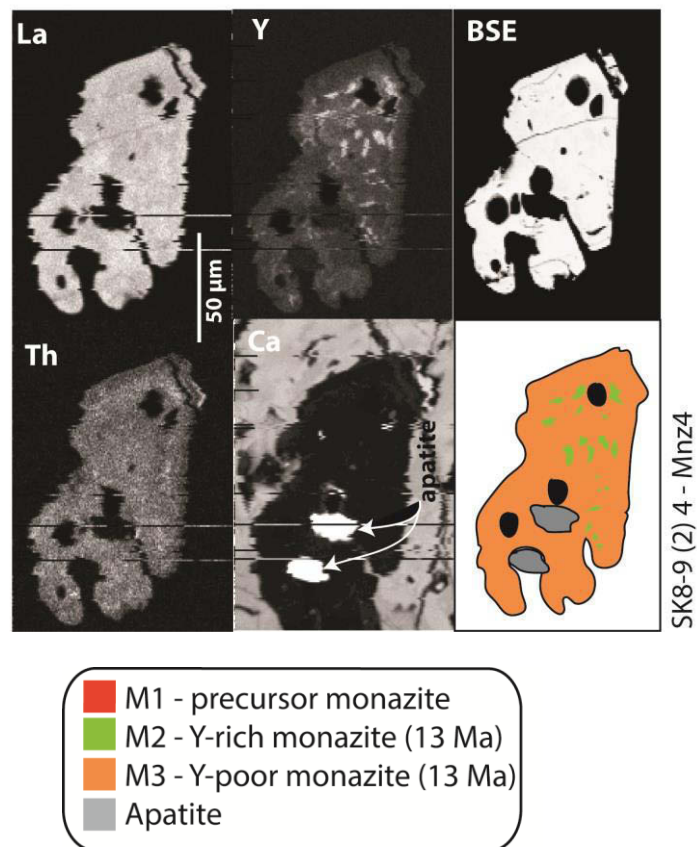 La
Y
BSE
50 µm
Th
Ca
apatite
SK8-9 (2) 4 - Mnz4
M1 - precursor monazite
M2 - Y-rich monazite (13 Ma)
M3 - Y-poor monazite (13 Ma)
Apatite